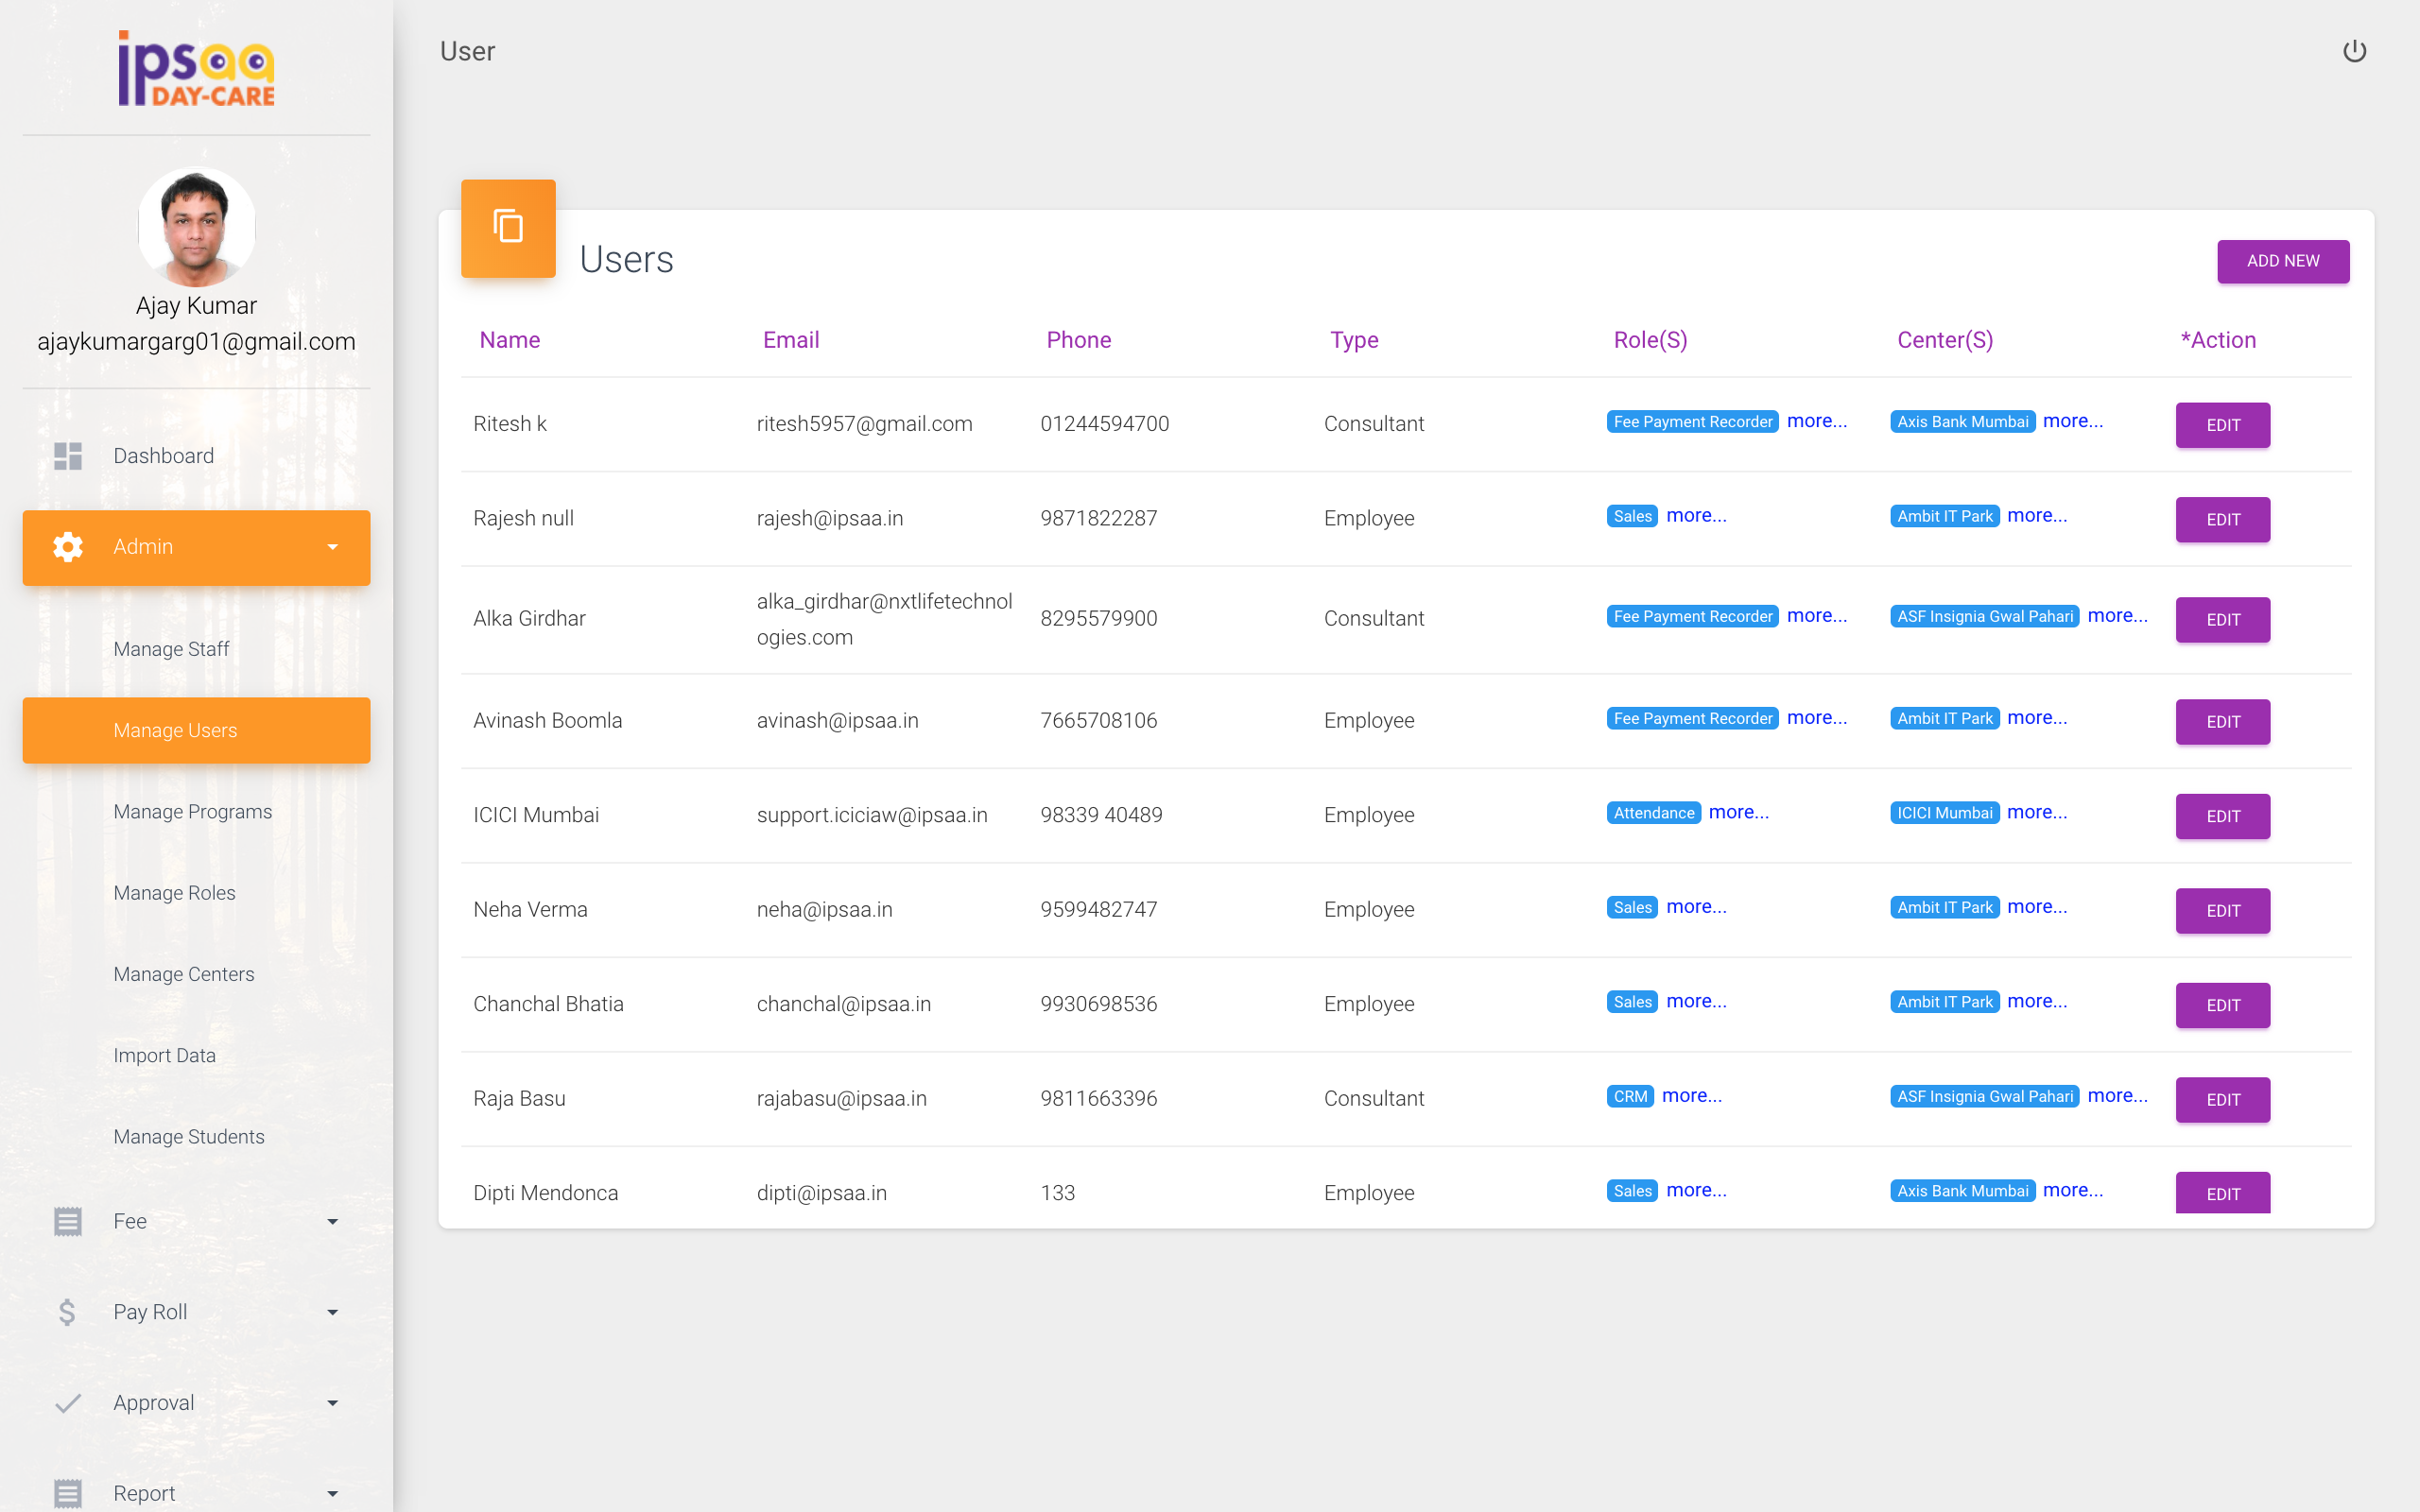 ipsaa
DAY-CARE
Ajay Kumar
ajaykumargarg01@gmail.com
Dashboard
Admin
Manage Staff
Manage Users
Manage Programs
Manage Roles
Manage Centers
Import Data
Manage Students
Fee
Pay Roll
Approval
Report
User
Users
ADD NEW
Name Email Phone Type Role(S) Center(S) *Action
Ritesh k ritesh5957@gmail.com 01244594700 Consultant Fee Payment Recorder more... Axis Bank Mumbai more... EDIT
Rajesh null rajesh@ipsaa.in 9871822287 Employee Sales more... Ambit IT Park more... EDIT
Alka Girdhar alka_girdhar@nxtlifetechnol
ogies.com 8295579900 Consultant Fee Payment Recorder more... ASF Insignia Gwal Pahari more... EDIT
Avinash Boomla avinash@ipsaa.in 7665708106 Employee Fee Payment Recorder more... Ambit IT Park more... EDIT
ICICI Mumbai support.iciciaw@ipsaa.in 98339 40489 Employee Attendance more... ICICI Mumbai more... EDIT
Neha Verma neha@ipsaa.in 9599482747 Employee Sales more... Ambit IT Park more... EDIT
Chanchal Bhatia chanchal@ipsaa.in 9930698536 Employee Sales more... Ambit IT Park more... EDIT
Raja Basu rajabasu@ipsaa.in 9811663396 Consultant CRM more... ASF Insignia Gwal Pahari more... EDIT
Dipti Mendonca dipti@ipsaa.in 133 Employee Sales more... Axis Bank Mumbai more... EDIT